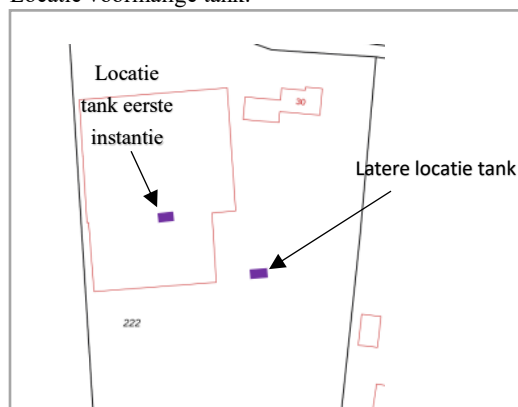 Locatie voormalige tank:
Locatie
tank eerste
instantie
30
Latere locatie tank
222